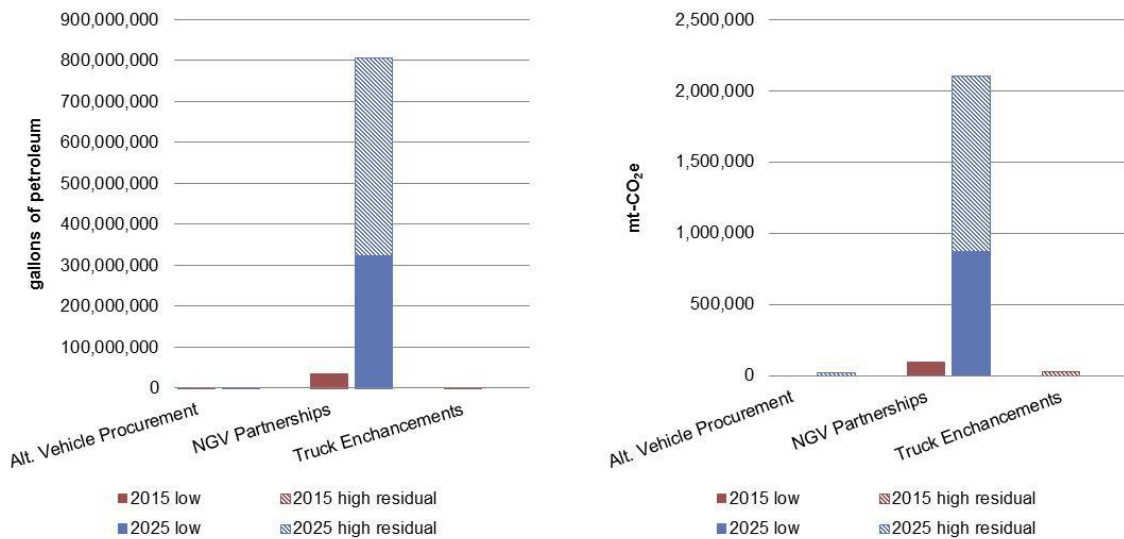 900,000,000
800,000,000
700,000,000
600,000,000
500,000,000
400,000,000
300,000,000
200,000,000
100,000,000
0
gallons of petroleum
Alt. Vehicle Procurement
NGV Partnerships
Truck Enchancements
2015 low
2015 high residual
2025 low
2025 high residual
2,500,000
2,000,000
1,500,000
1,000,000
500,000
0
mt-CO₂e
Alt. Vehicle Procurement
NGV Partnerships
Truck Enchancements
2015 low
2015 high residual
2025 low
2025 high residual